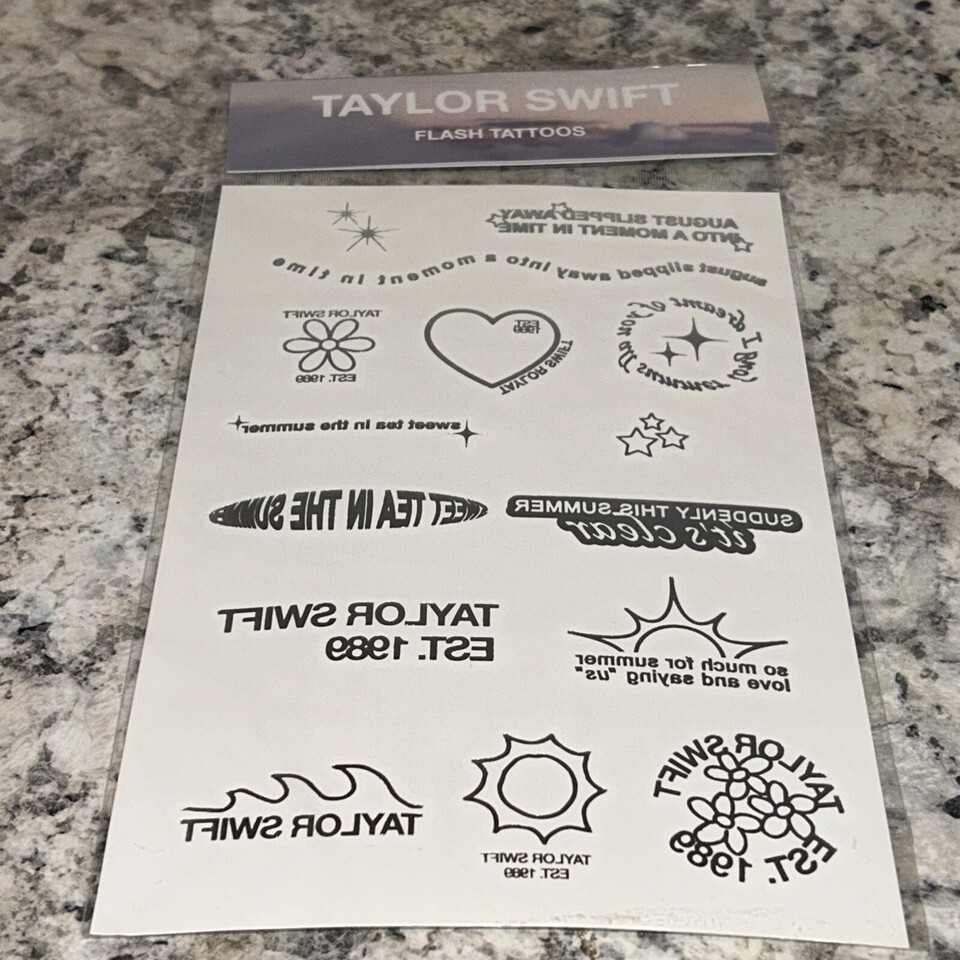 TAYLOR SWIFT
FLASH TATTOOS
AUGUST SLIPPED AWAY
INTO A MOMENT IN TIME
august slipped away into a moment in time
TAYLOR SWIFT
EST. 1989
EST.
1989
TAYLOR SWIFT
I only
dreams of you
sweet tea in the summer
SWEET TEA IN THE SUMME
SUDDENLY THIS SUMMER
it's clear
TAYLOR SWIFT
EST. 1989
so much for summer
love and saying "us"
TAYLOR SWIFT
TAYLOR SWIFT
EST. 1989
TAYLOR SWIFT
EST. 1989